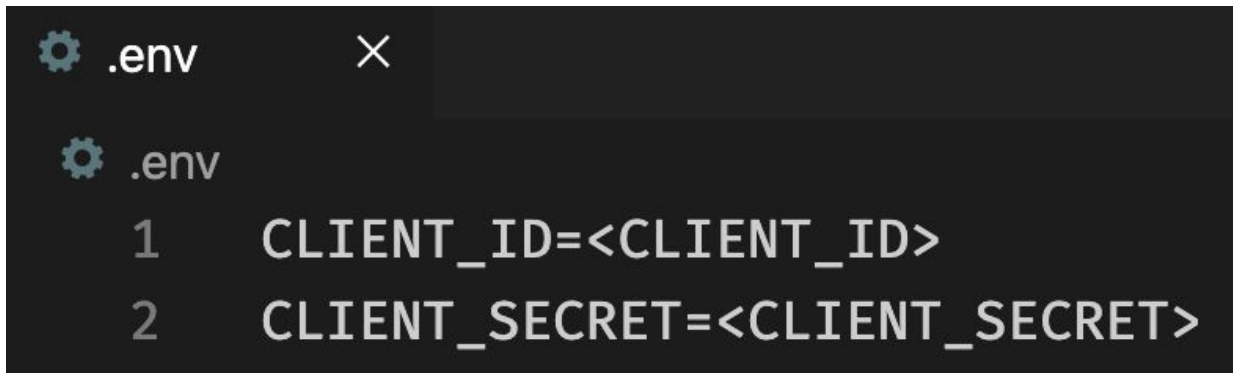 .env
.env
1 CLIENT_ID=<CLIENT_ID>
2 CLIENT_SECRET=<CLIENT_SECRET>